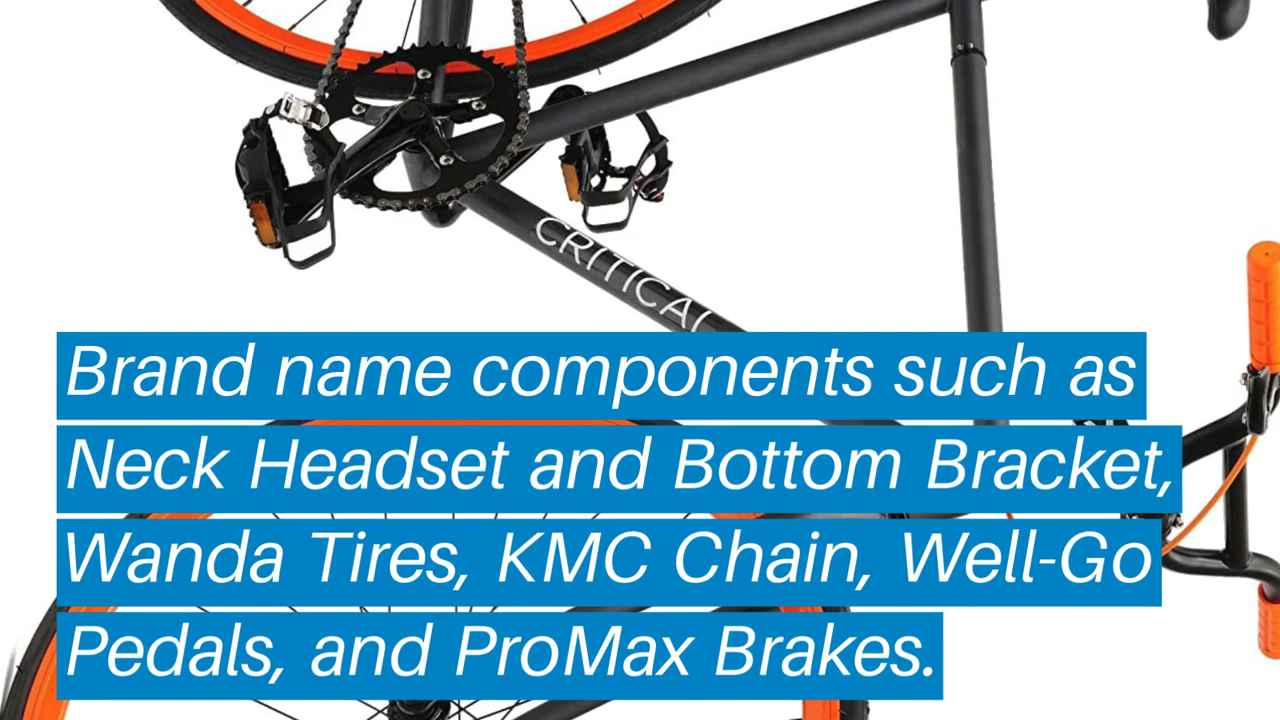 CRITICAL
Brand name components such as
Neck Headset and Bottom Bracket,
Wanda Tires, KMC Chain, Well-Go
Pedals, and ProMax Brakes.